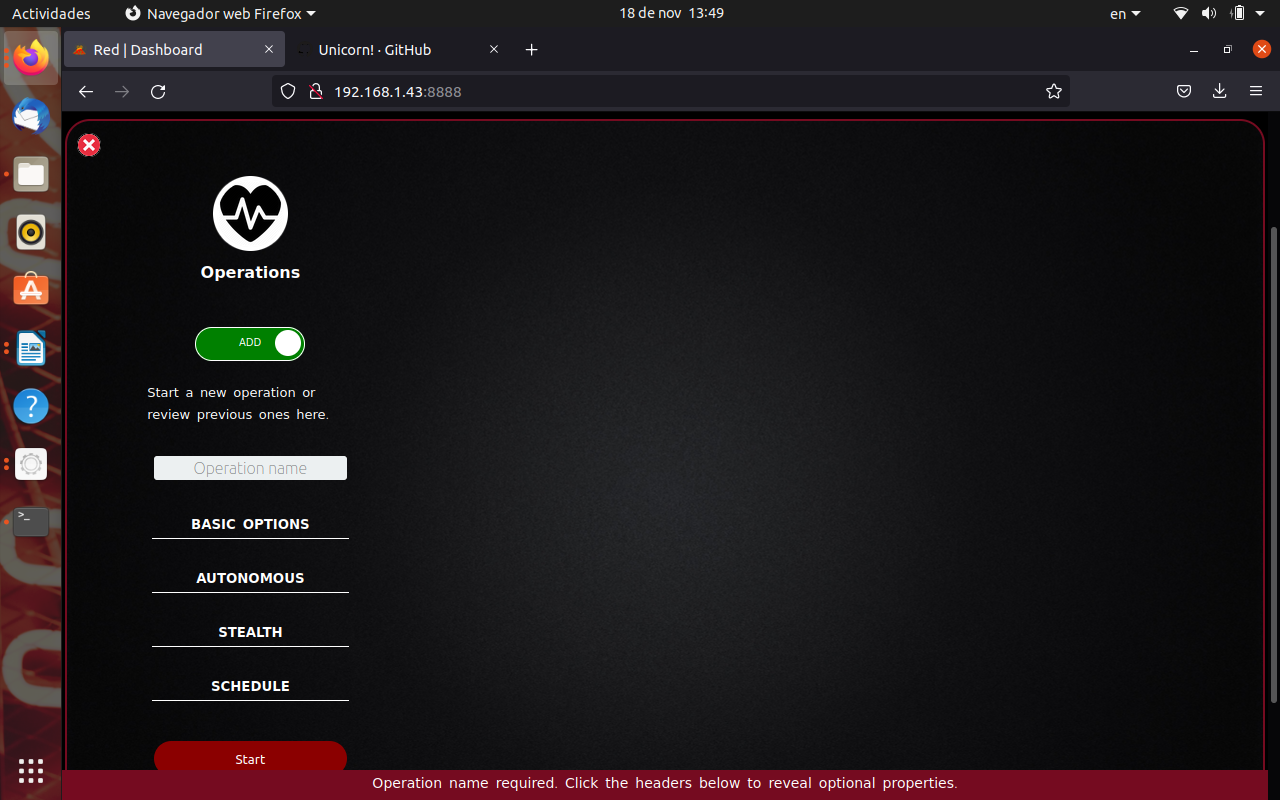 Actividades
Navegador web Firefox
18 de nov 13:49
en
Red | Dashboard
Unicorn! · GitHub
192.168.1.43:8888
Operations
ADD
Start a new operation or
review previous ones here.
Operation name
BASIC OPTIONS
AUTONOMOUS
STEALTH
SCHEDULE
Start
Operation name required. Click the headers below to reveal optional properties.